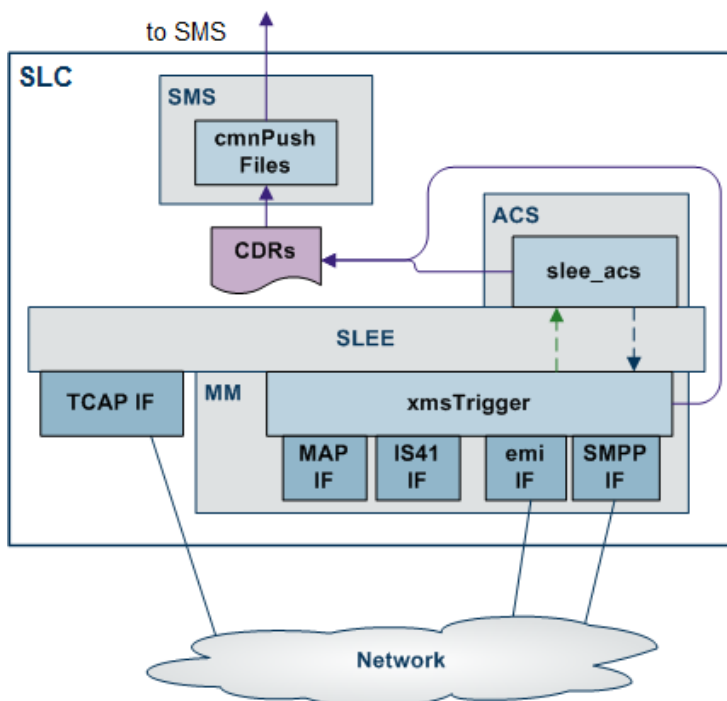 to SMS
SLC
SMS
cmnPush
Files
ACS
CDRs
slee_acs
SLEE
TCAP IF
MM
xmsTrigger
MAP
IF
IS41
IF
emi
IF
SMPP
IF
Network